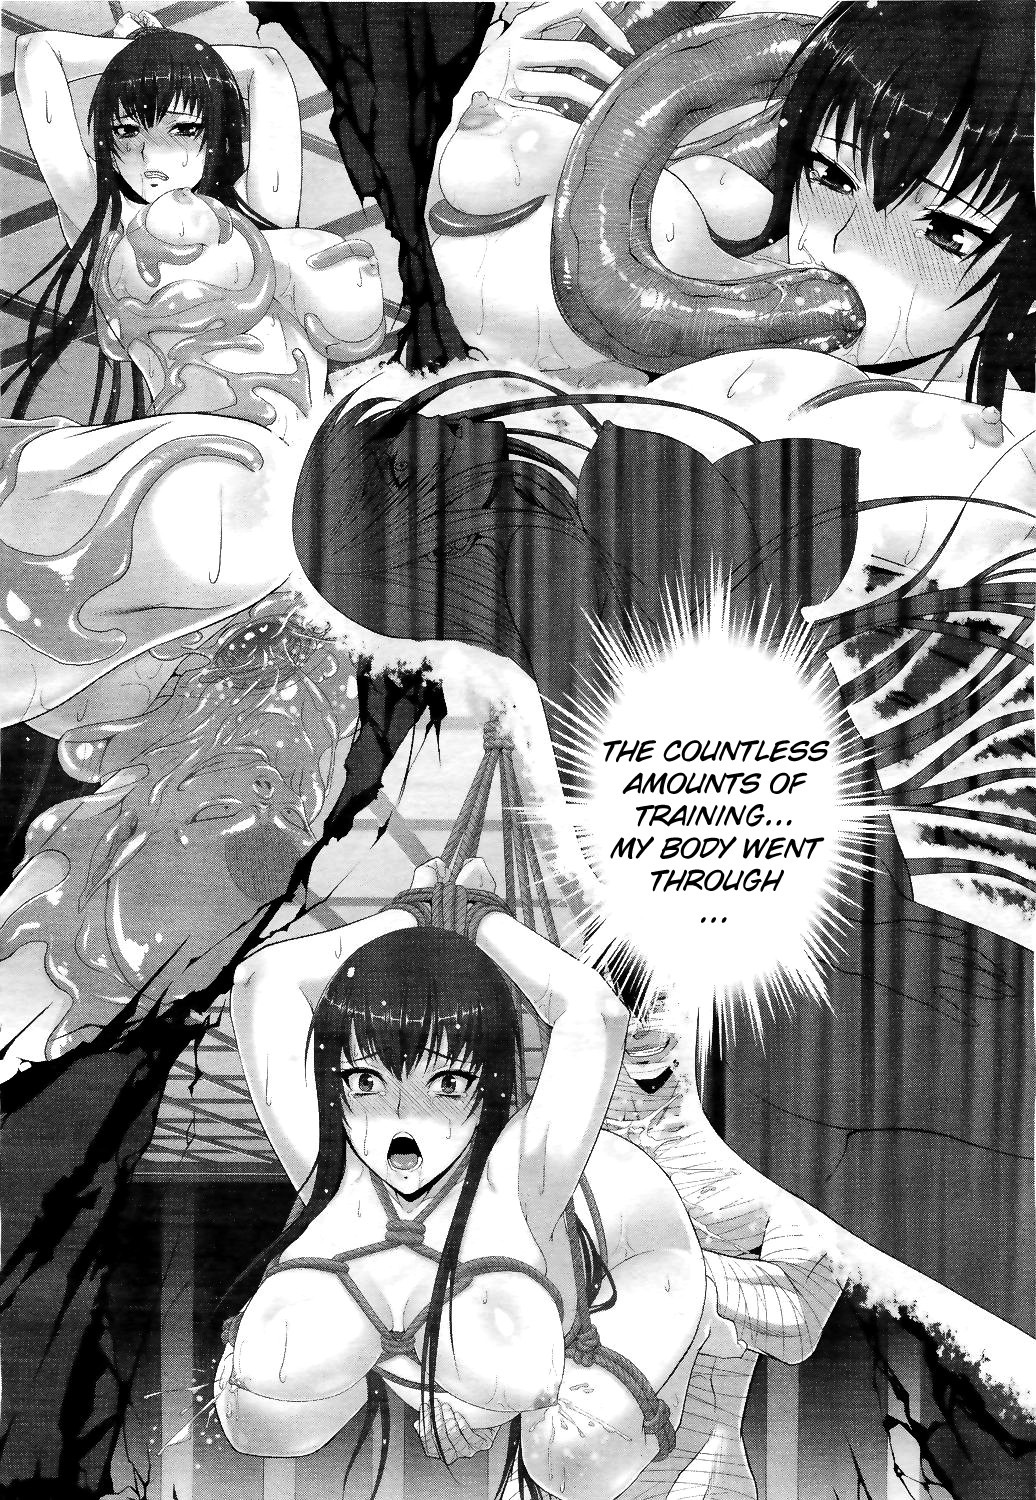 THE COUNTLESS
AMOUNTS OF
TRAINING...
MY BODY WENT
THROUGH
...